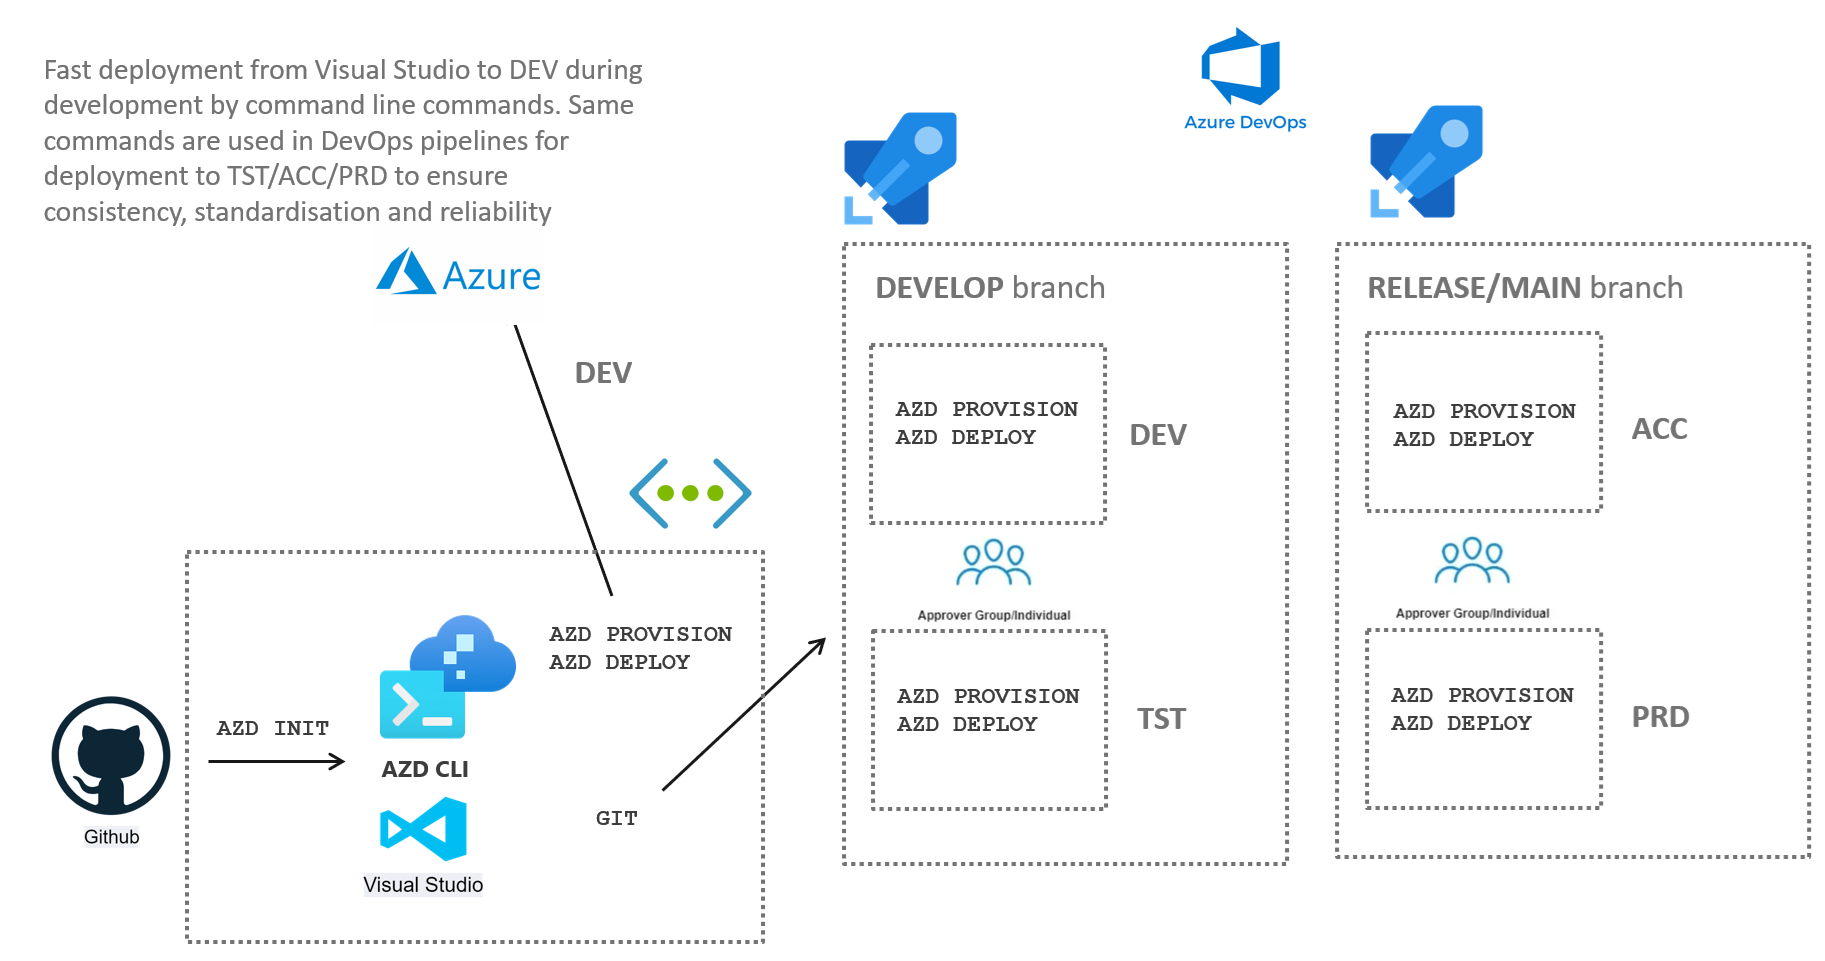 Fast deployment from Visual Studio to DEV during
development by command line commands. Same
commands are used in DevOps pipelines for
deployment to TST/ACC/PRD to ensure
consistency, standardisation and reliability
Azure
DEV
AZD PROVISION
AZD DEPLOY
AZD INIT
AZD CLI
GIT
Github
Visual Studio
Azure DevOps
DEVELOP branch
AZD PROVISION
AZD DEPLOY
DEV
Approver Group/Individual
AZD PROVISION
AZD DEPLOY
TST
RELEASE/MAIN branch
AZD PROVISION
AZD DEPLOY
ACC
Approver Group/Individual
AZD PROVISION
AZD DEPLOY
PRD